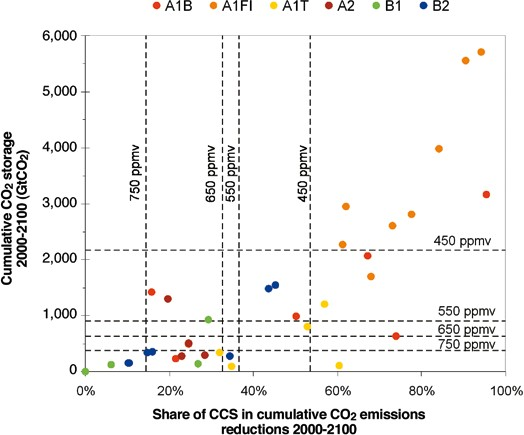 A1B A1FI A1T A2 B1 B2
6,000
5,000
4,000
3,000
2,000
1,000
0
Cumulative CO2 storage
2000-2100 (GtCO2)
750 ppmv
650 ppmv
550 ppmv
450 ppmv
450 ppmv
550 ppmv
650 ppmv
750 ppmv
0% 20% 40% 60% 80% 100%
Share of CCS in cumulative CO2 emissions
reductions 2000-2100